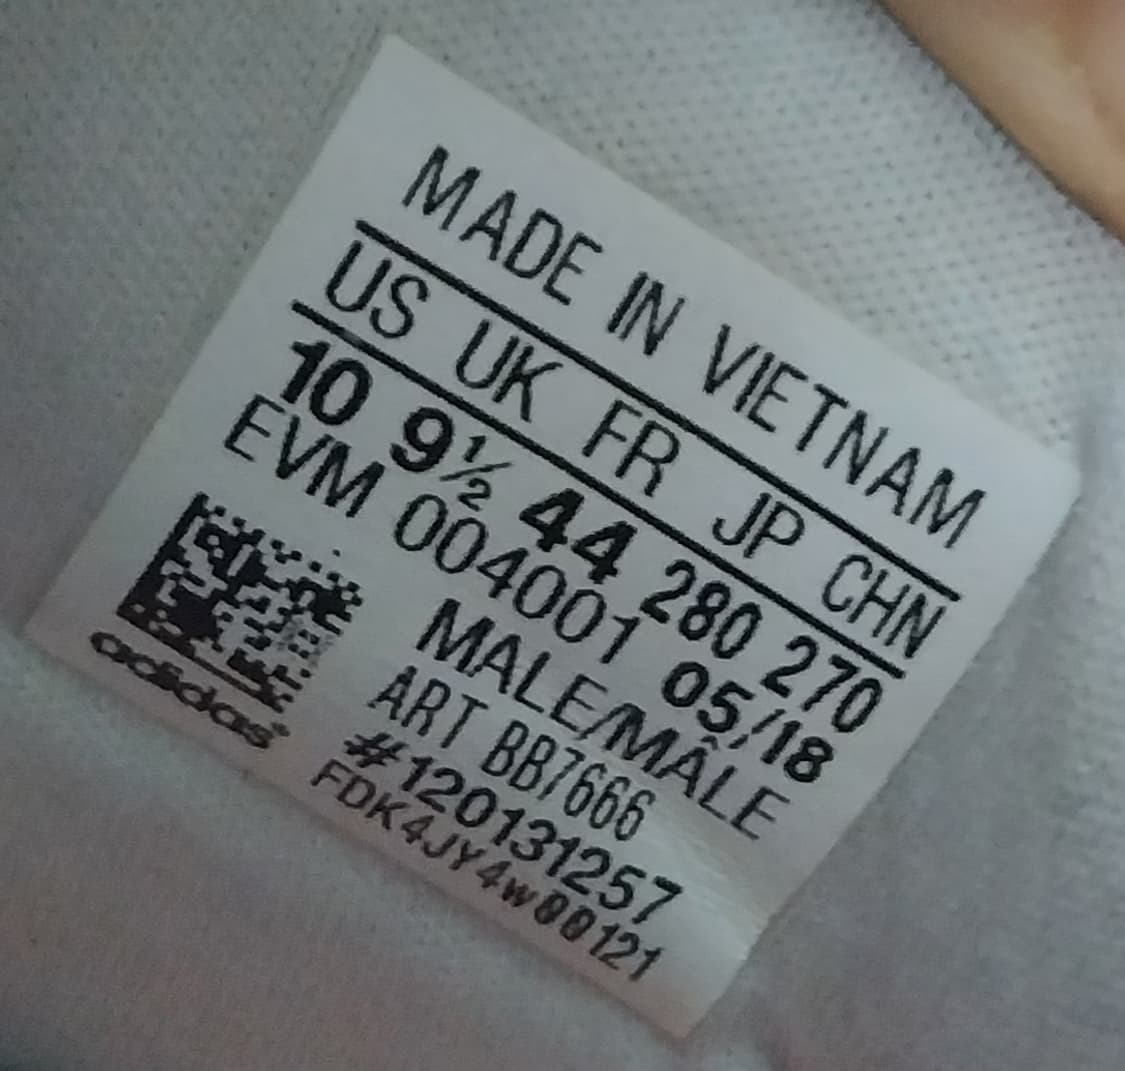 MADE IN VIETNAM
US UK FR JP CHN
10 9½ 44 280 270
EVM 004001 05/18
MALE/MÂLE
ART BB7666
#120131257
FDK4JY4w00121
adidas